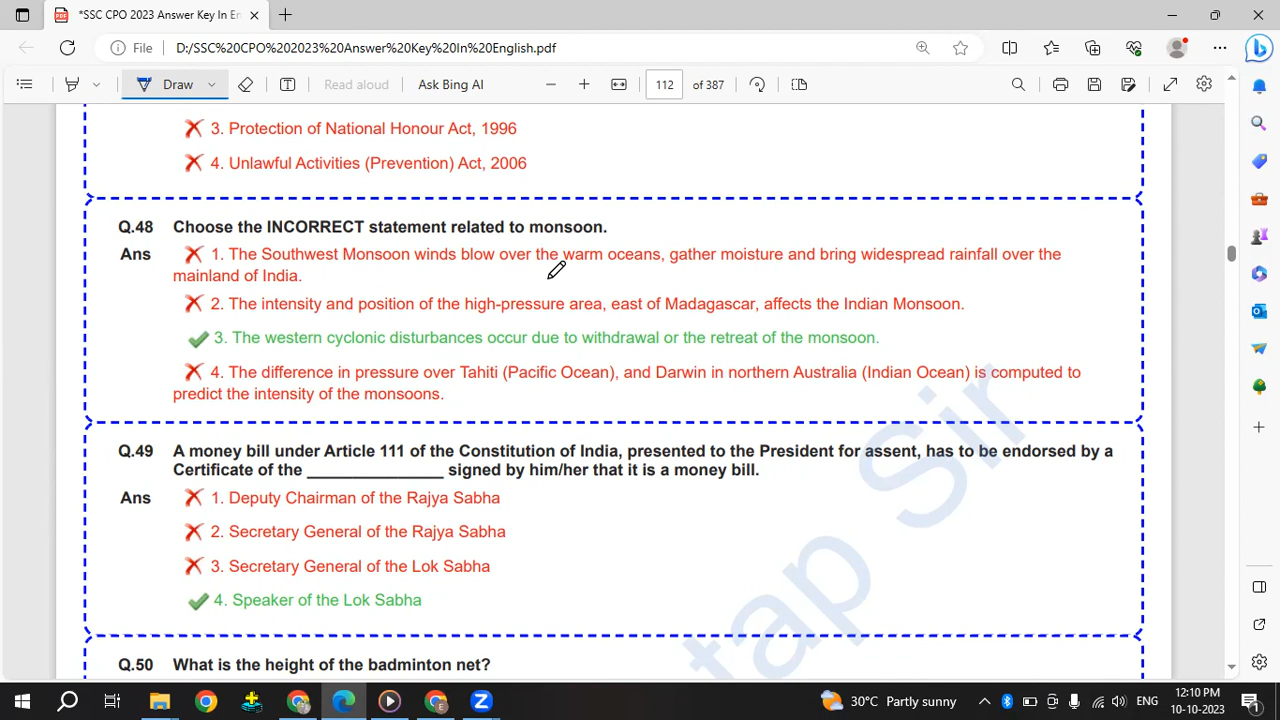 *SSC CPO 2023 Answer Key In En
File
D:/SSC%20CPO%202023%20Answer%20Key%20In%20English.pdf
Draw
Read aloud
Ask Bing AI
112
of 387
3. Protection of National Honour Act, 1996
4. Unlawful Activities (Prevention) Act, 2006
Q.48 Choose the INCORRECT statement related to monsoon.
Ans 1. The Southwest Monsoon winds blow over the warm oceans, gather moisture and bring widespread rainfall over the
mainland of India.
2. The intensity and position of the high-pressure area, east of Madagascar, affects the Indian Monsoon.
3. The western cyclonic disturbances occur due to withdrawal or the retreat of the monsoon.
4. The difference in pressure over Tahiti (Pacific Ocean), and Darwin in northern Australia (Indian Ocean) is computed to
predict the intensity of the monsoons.
Q.49 A money bill under Article 111 of the Constitution of India, presented to the President for assent, has to be endorsed by a
Certificate of the ________________ signed by him/her that it is a money bill.
Ans 1. Deputy Chairman of the Rajya Sabha
2. Secretary General of the Rajya Sabha
3. Secretary General of the Lok Sabha
4. Speaker of the Lok Sabha
tap Sir
Q.50 What is the height of the badminton net?
30°C Partly sunny
ENG
12:10 PM
10-10-2023